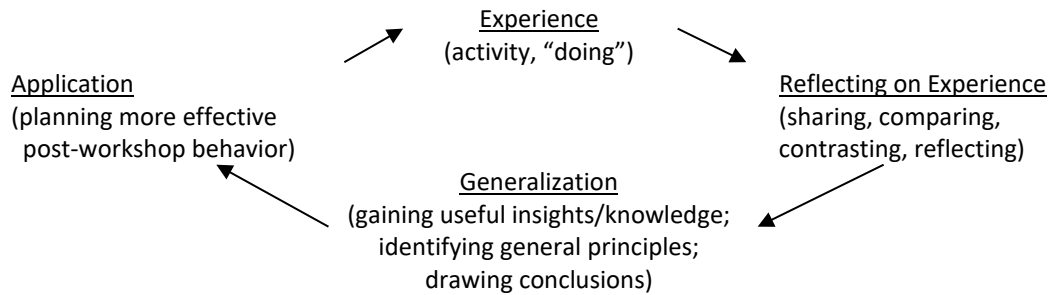 Experience
(activity, “doing”)
Application
(planning more effective
post-workshop behavior)
Reflecting on Experience
(sharing, comparing,
contrasting, reflecting)
Generalization
(gaining useful insights/knowledge;
identifying general principles;
drawing conclusions)